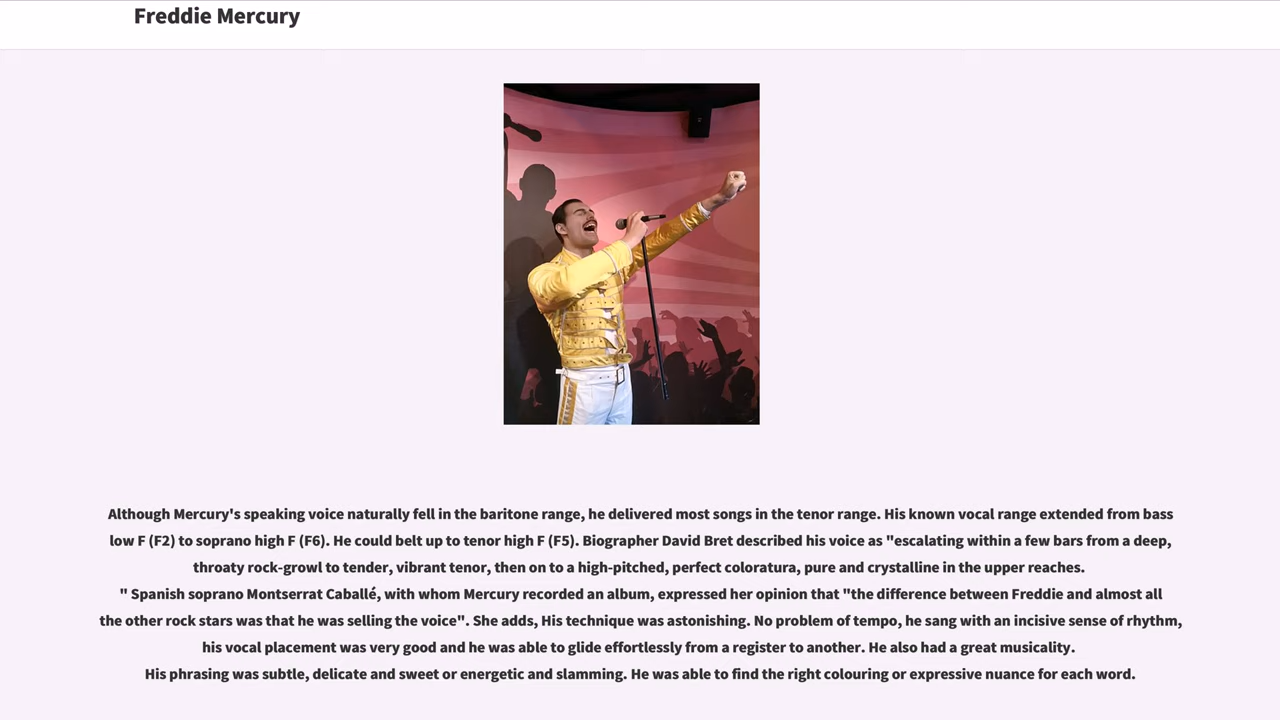 Freddie Mercury
Although Mercury's speaking voice naturally fell in the baritone range, he delivered most songs in the tenor range. His known vocal range extended from bass
low F (F2) to soprano high F (F6). He could belt up to tenor high F (F5). Biographer David Bret described his voice as "escalating within a few bars from a deep,
throaty rock-growl to tender, vibrant tenor, then on to a high-pitched, perfect coloratura, pure and crystalline in the upper reaches.
" Spanish soprano Montserrat Caballé, with whom Mercury recorded an album, expressed her opinion that "the difference between Freddie and almost all
the other rock stars was that he was selling the voice". She adds, His technique was astonishing. No problem of tempo, he sang with an incisive sense of rhythm,
his vocal placement was very good and he was able to glide effortlessly from a register to another. He also had a great musicality.
His phrasing was subtle, delicate and sweet or energetic and slamming. He was able to find the right colouring or expressive nuance for each word.